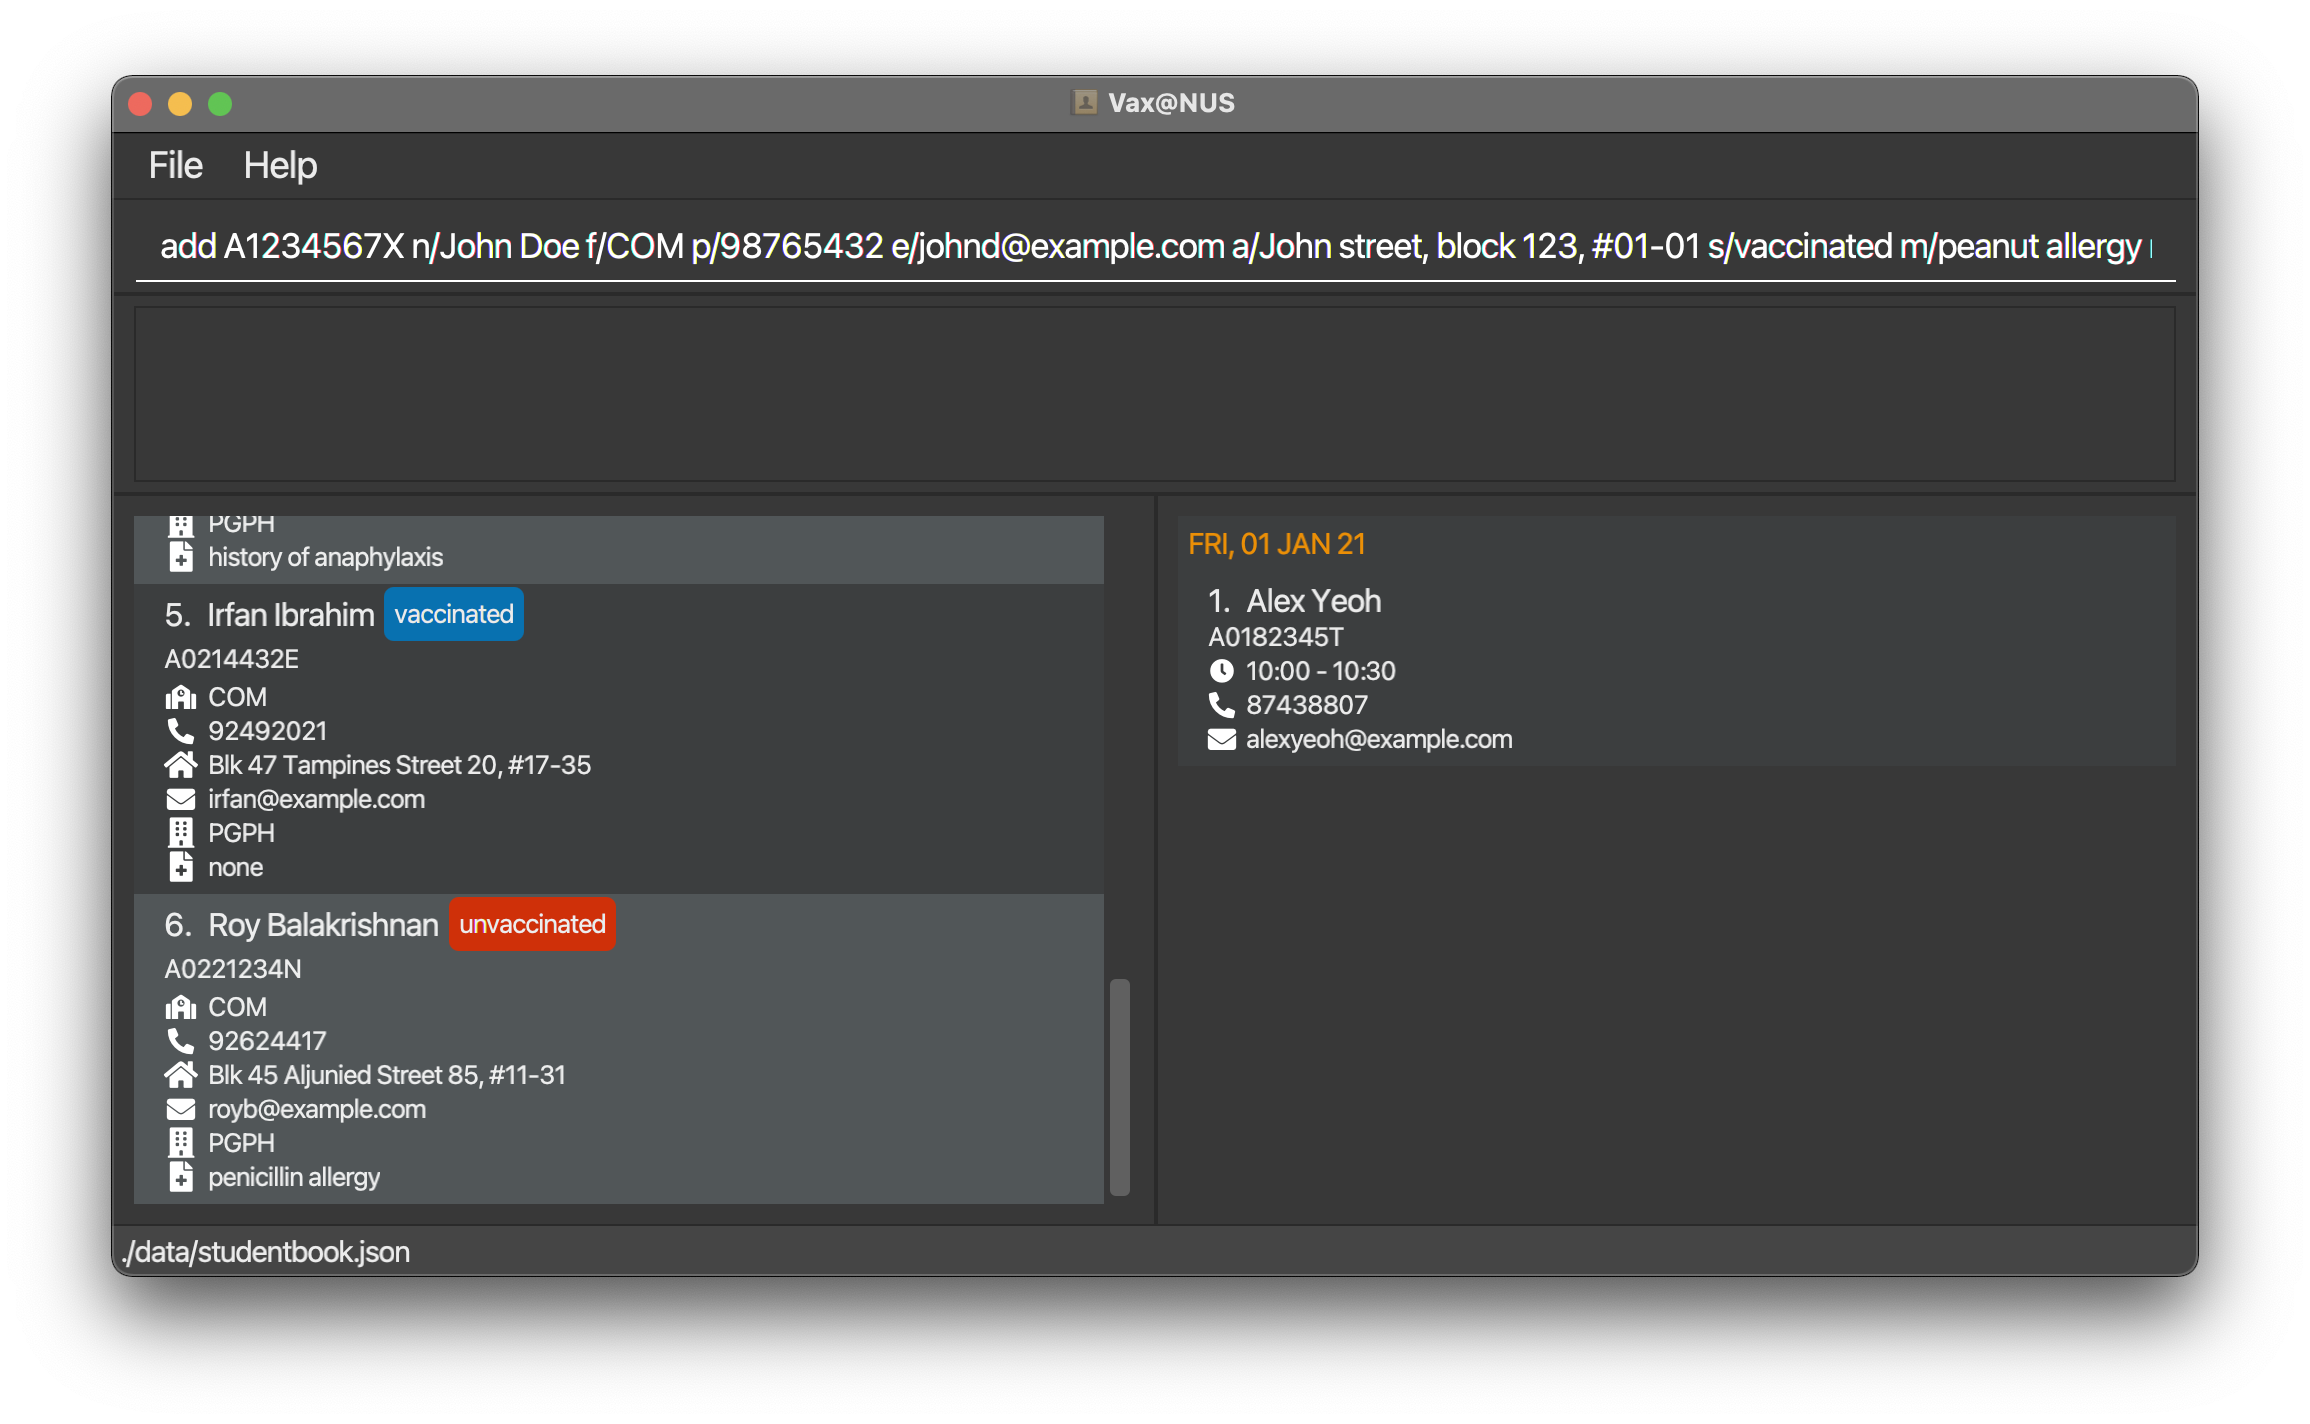 Vax@NUS
File Help
add A1234567X n/John Doe f/COM p/98765432 e/johnd@example.com a/John street, block 123, #01-01 s/vaccinated m/peanut allergy
PGPH
history of anaphylaxis
5. Irfan Ibrahim vaccinated
A0214432E
COM
92492021
Blk 47 Tampines Street 20, #17-35
irfan@example.com
PGPH
none
6. Roy Balakrishnan unvaccinated
A0221234N
COM
92624417
Blk 45 Aljunied Street 85, #11-31
royb@example.com
PGPH
penicillin allergy
FRI, 01 JAN 21
1. Alex Yeoh
A0182345T
10:00 - 10:30
87438807
alexyeoh@example.com
./data/studentbook.json